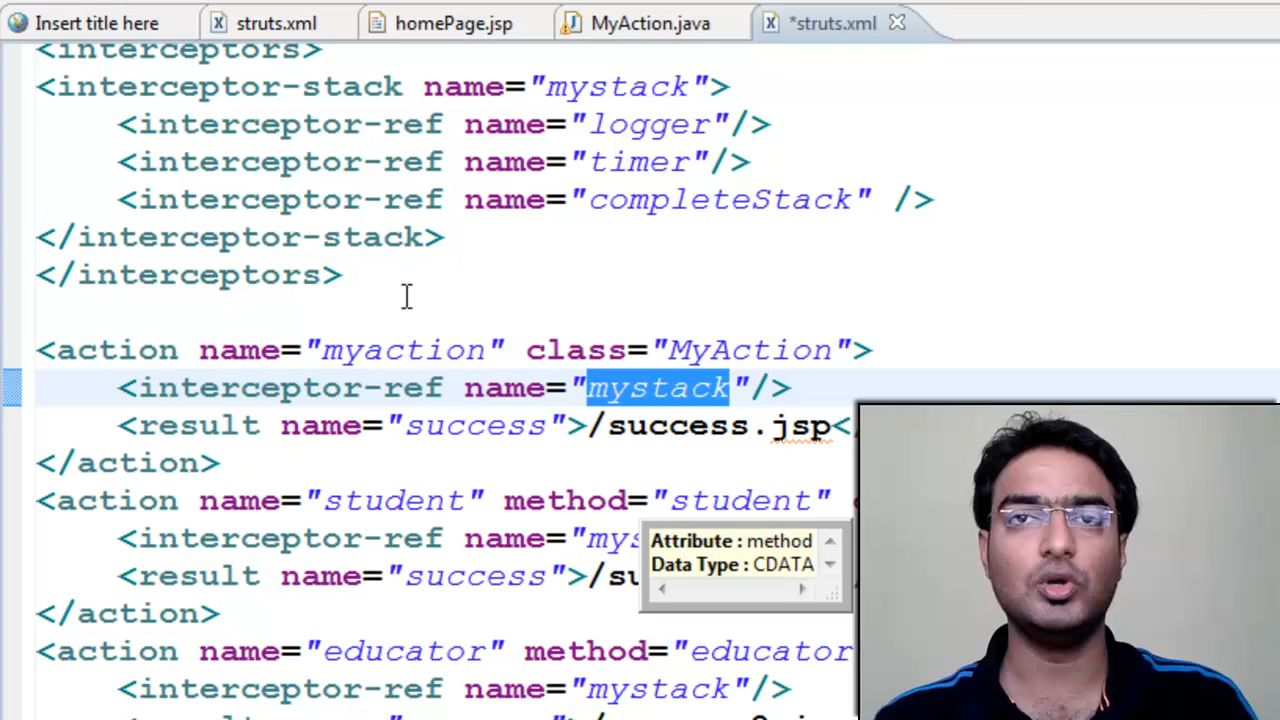 Insert title here struts.xml homePage.jsp MyAction.java *struts.xml
<interceptors>
<interceptor-stack name="mystack">
<interceptor-ref name="logger"/>
<interceptor-ref name="timer"/>
<interceptor-ref name="completeStack" />
</interceptor-stack>
</interceptors>
<action name="myaction" class="MyAction">
<interceptor-ref name="mystack"/>
<result name="success">/success.jsp<
</action>
<action name="student" method="student"
<interceptor-ref name="mys
<result name="success">/su
Attribute : method
Data Type : CDATA
</action>
<action name="educator" method="educator
<interceptor-ref name="mystack"/>